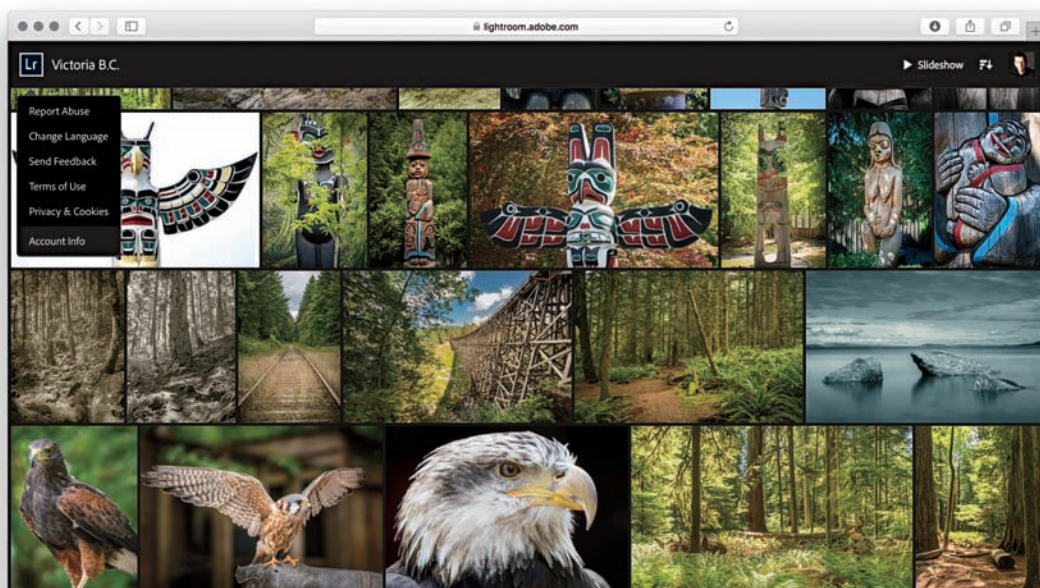 lightroom.adobe.com
Lr Victoria B.C.
Slideshow
Report Abuse
Change Language
Send Feedback
Terms of Use
Privacy & Cookies
Account Info